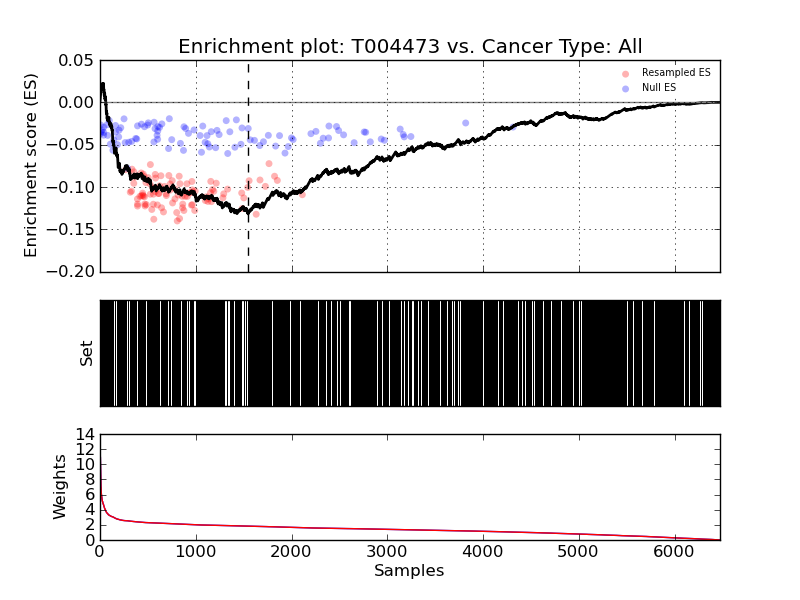 Enrichment plot: T004473 vs. Cancer Type: All
Enrichment score (ES)
0.05
0.00
−0.05
−0.10
−0.15
−0.20
Resampled ES
Null ES
Set
Weights
14
12
10
8
6
4
2
0
0 1000 2000 3000 4000 5000 6000
Samples